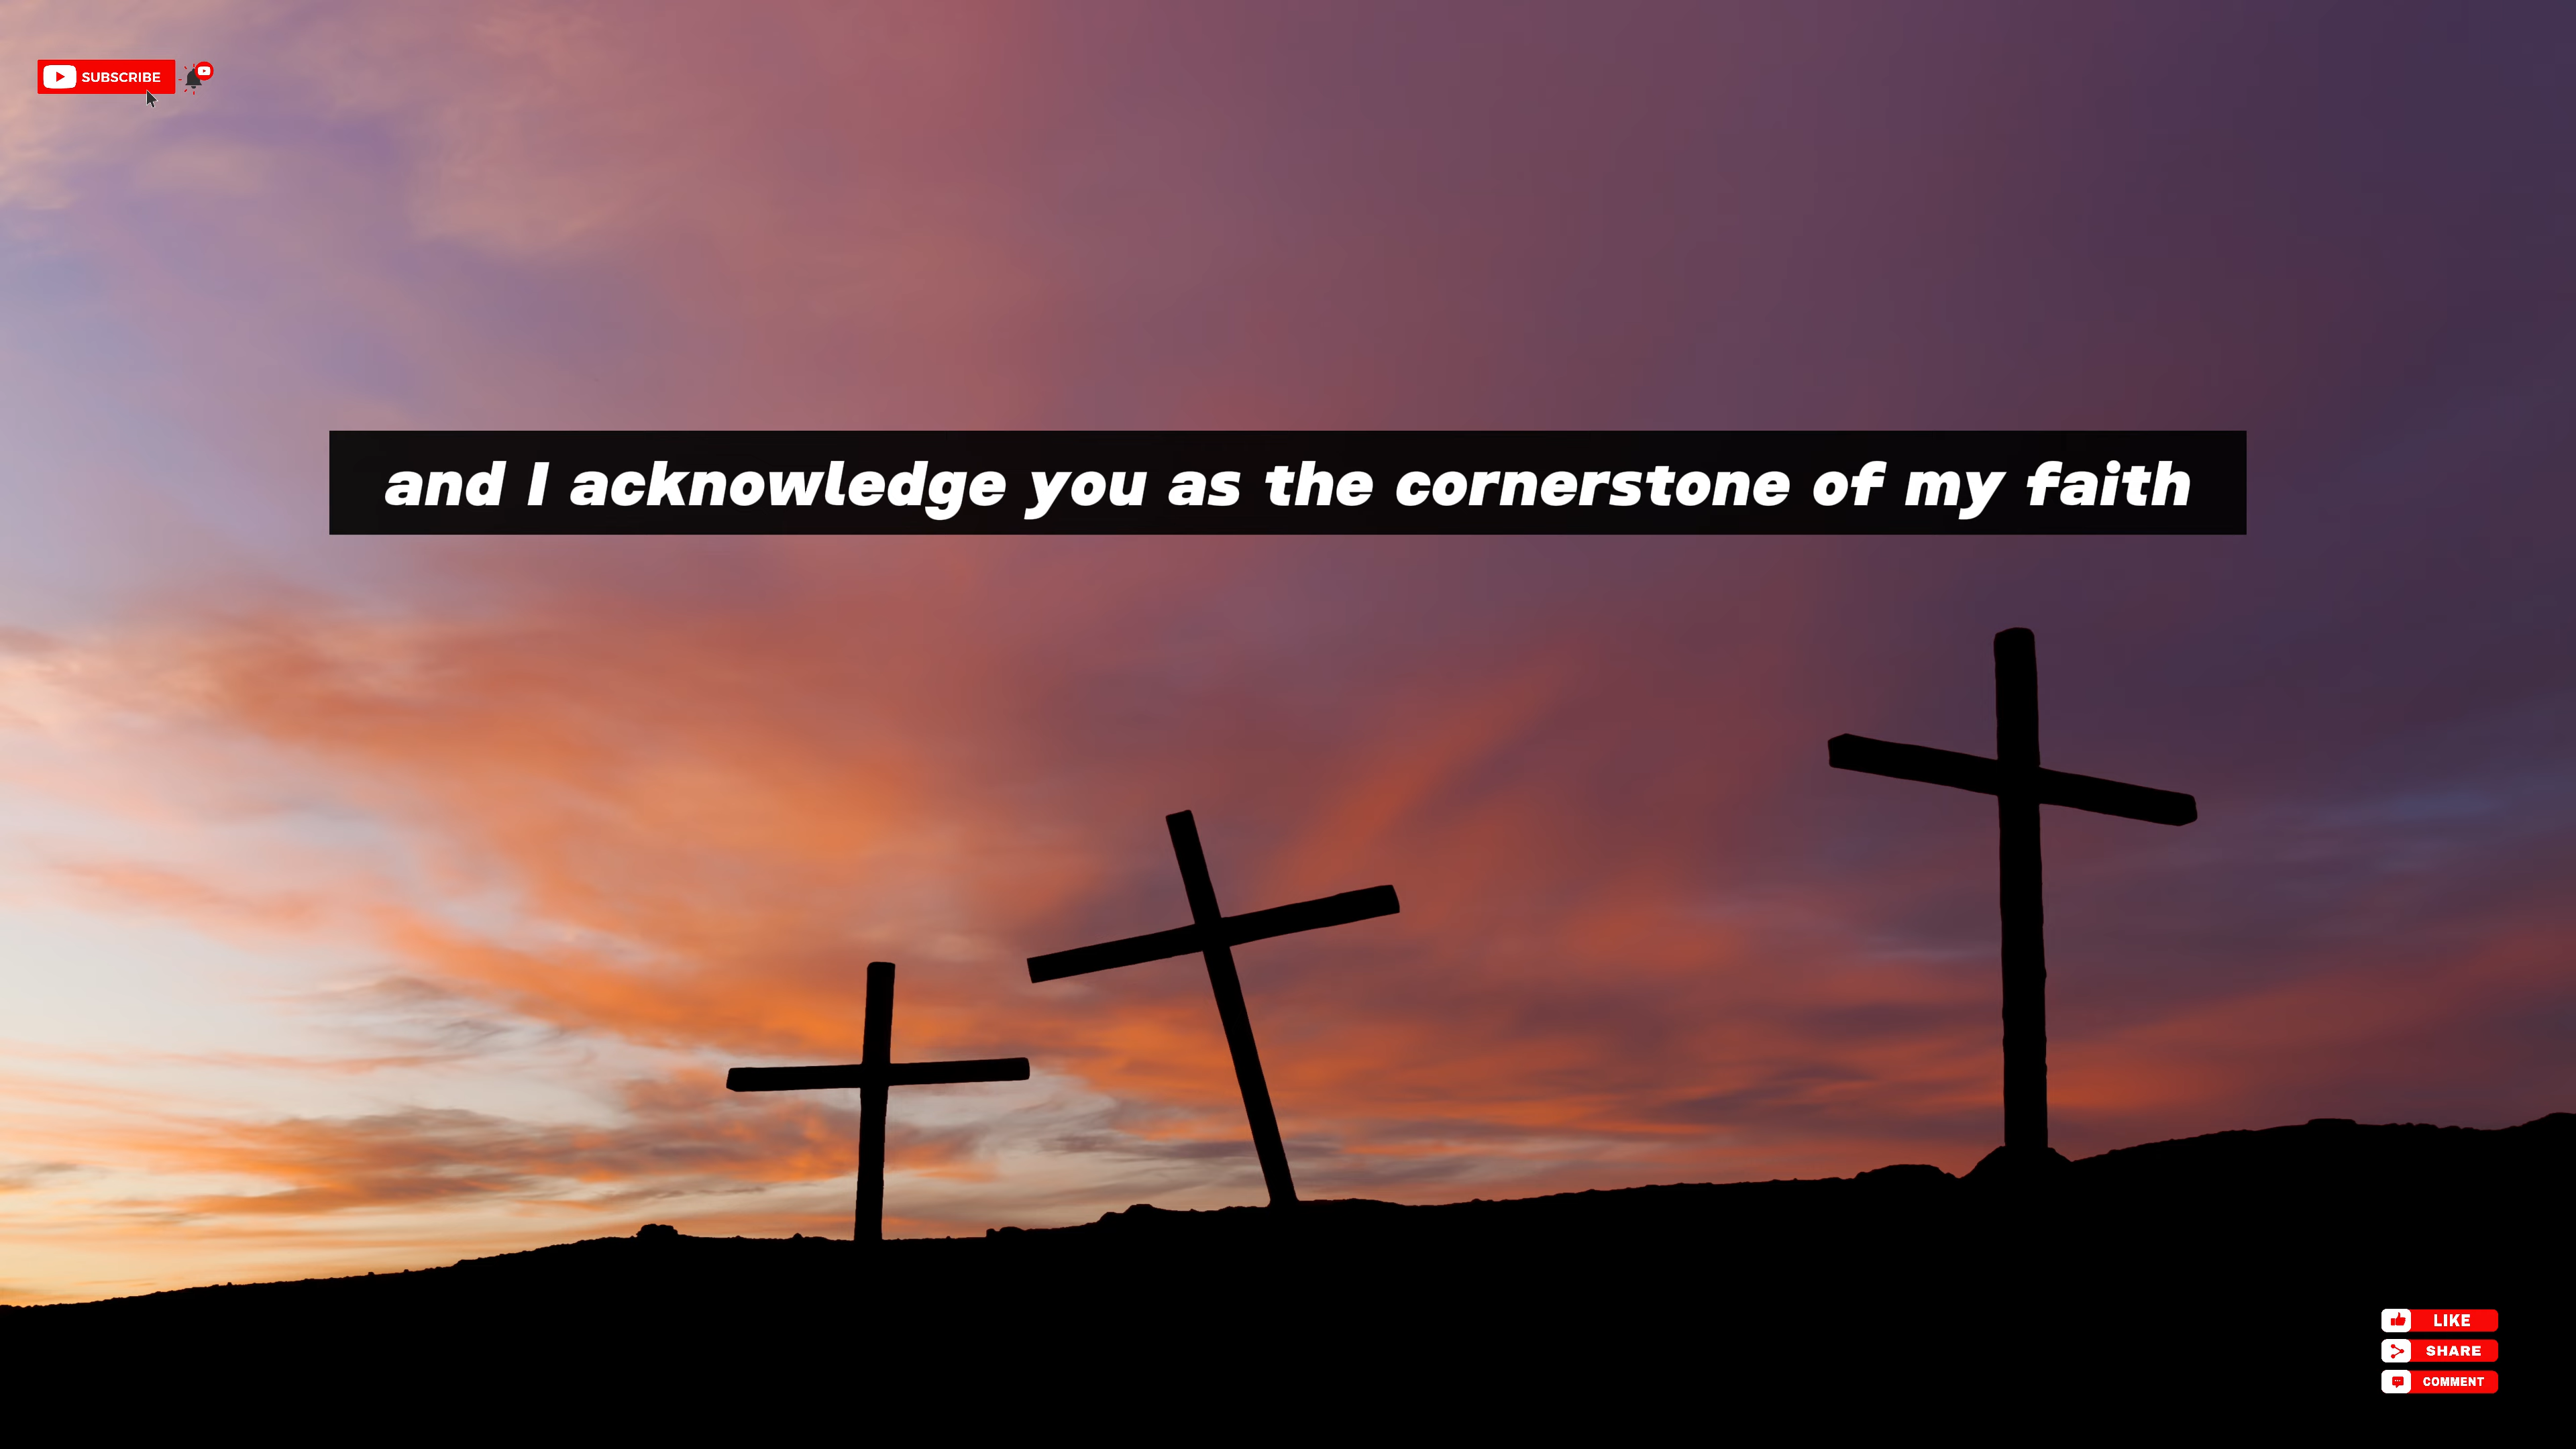 SUBSCRIBE
and I acknowledge you as the cornerstone of my faith
LIKE
SHARE
COMMENT